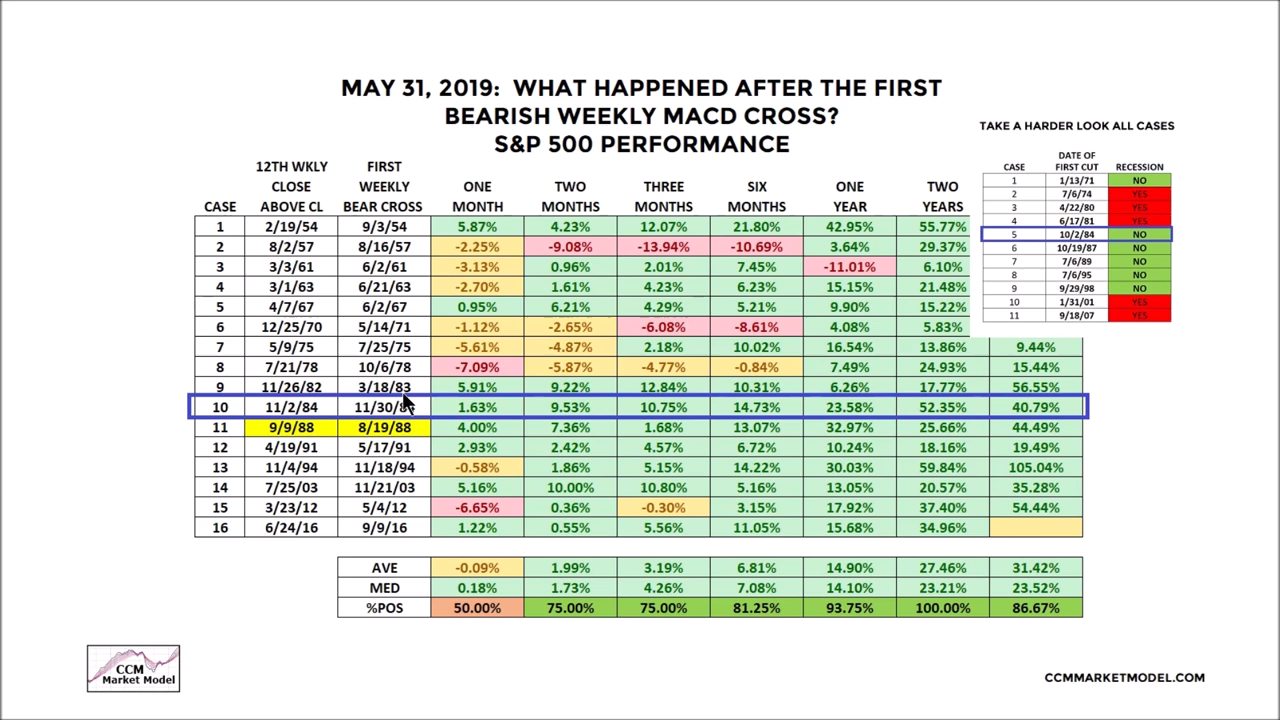 MAY 31, 2019: WHAT HAPPENED AFTER THE FIRST
BEARISH WEEKLY MACD CROSS?
S&P 500 PERFORMANCE
12TH WKLY CLOSE ABOVE CL
FIRST WEEKLY BEARCROSS
CASE ONE MONTH TWO MONTHS THREE MONTHS SIX MONTHS ONE YEAR TWO YEARS
1 2/19/54 9/3/54 5.87% 4.23% 12.07% 21.80% 42.95% 55.77%
2 8/2/57 8/16/57 -2.25% -9.08% -13.94% -10.69% 3.64% 29.37%
3 3/3/61 6/2/61 -3.13% 0.96% 2.01% 7.45% -11.01% 6.10%
4 3/1/63 6/21/63 -2.70% 1.61% 4.23% 6.23% 15.15% 21.48%
5 4/7/67 6/2/67 0.95% 6.21% 4.29% 5.21% 9.90% 15.22%
6 12/25/70 5/14/71 -1.12% -2.65% -6.08% -8.61% 4.08% 5.83%
7 5/9/75 7/25/75 -5.61% -4.87% 2.18% 10.02% 16.54% 13.86% 9.44%
8 7/21/78 10/6/78 -7.09% -5.87% -4.77% -0.84% 7.49% 24.93% 15.44%
9 11/26/82 3/18/83 5.91% 9.22% 12.84% 10.31% 6.26% 17.77% 56.55%
10 11/2/84 11/30/8 1.63% 9.53% 10.75% 14.73% 23.58% 52.35% 40.79%
11 9/9/88 8/19/88 4.00% 7.36% 1.68% 13.07% 32.97% 25.66% 44.49%
12 4/19/91 5/17/91 2.93% 2.42% 4.57% 6.72% 10.24% 18.16% 19.49%
13 11/4/94 11/18/94 -0.58% 1.86% 5.15% 14.22% 30.03% 59.84% 105.04%
14 7/25/03 11/21/03 5.16% 10.00% 10.80% 5.16% 13.05% 20.57% 35.28%
15 3/23/12 5/4/12 -6.65% 0.36% -0.30% 3.15% 17.92% 37.40% 54.44%
16 6/24/16 9/9/16 1.22% 0.55% 5.56% 11.05% 15.68% 34.96%
AVE -0.09% 1.99% 3.19% 6.81% 14.90% 27.46% 31.42%
MED 0.18% 1.73% 4.26% 7.08% 14.10% 23.21% 23.52%
%POS 50.00% 75.00% 75.00% 81.25% 93.75% 100.00% 86.67%
TAKE A HARDER LOOK ALL CASES
CASE DATE OF FIRST CUT RECESSION
1 1/13/71 NO
2 7/6/74 YES
3 4/22/80 YES
4 6/17/81 YES
5 10/2/84 NO
6 10/19/87 NO
7 7/6/89 NO
8 7/6/95 NO
9 9/29/98 NO
10 1/31/01 YES
11 9/18/07 YES
CCM
Market Model
CCMMARKETMODEL.COM